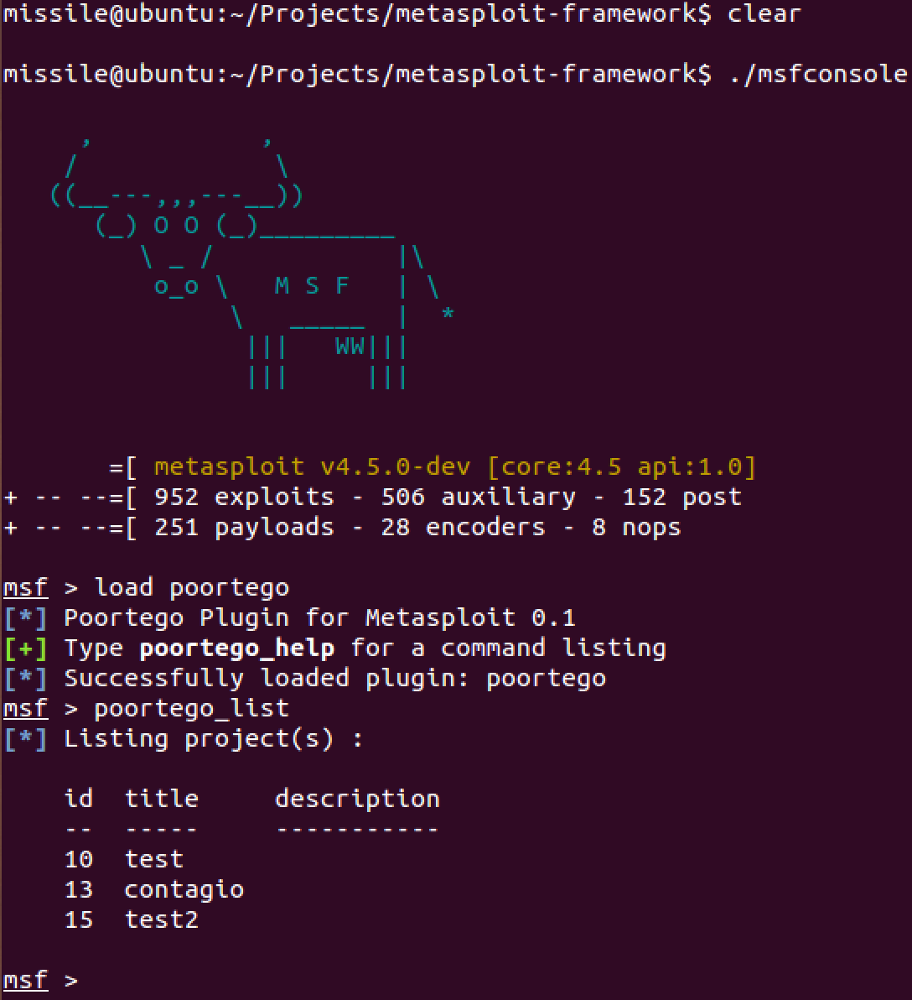 missile@ubuntu:~/Projects/metasploit-framework$ clear

missile@ubuntu:~/Projects/metasploit-framework$ ./msfconsole

     ,           ,
    /             \
   ((__---,,,---__))
      (_) O O (_)_________
         \ _ /            |\
          o_o \   M S F   | \
               \   _____  |  *
                |||   WW|||
                |||     |||

       =[ metasploit v4.5.0-dev [core:4.5 api:1.0]
+ -- --=[ 952 exploits - 506 auxiliary - 152 post
+ -- --=[ 251 payloads - 28 encoders - 8 nops

msf > load poortego
[*] Poortego Plugin for Metasploit 0.1
[+] Type poortego_help for a command listing
[*] Successfully loaded plugin: poortego
msf > poortego_list
[*] Listing project(s) :

    id  title     description
    --  -----     -----------
    10  test
    13  contagio
    15  test2

msf >